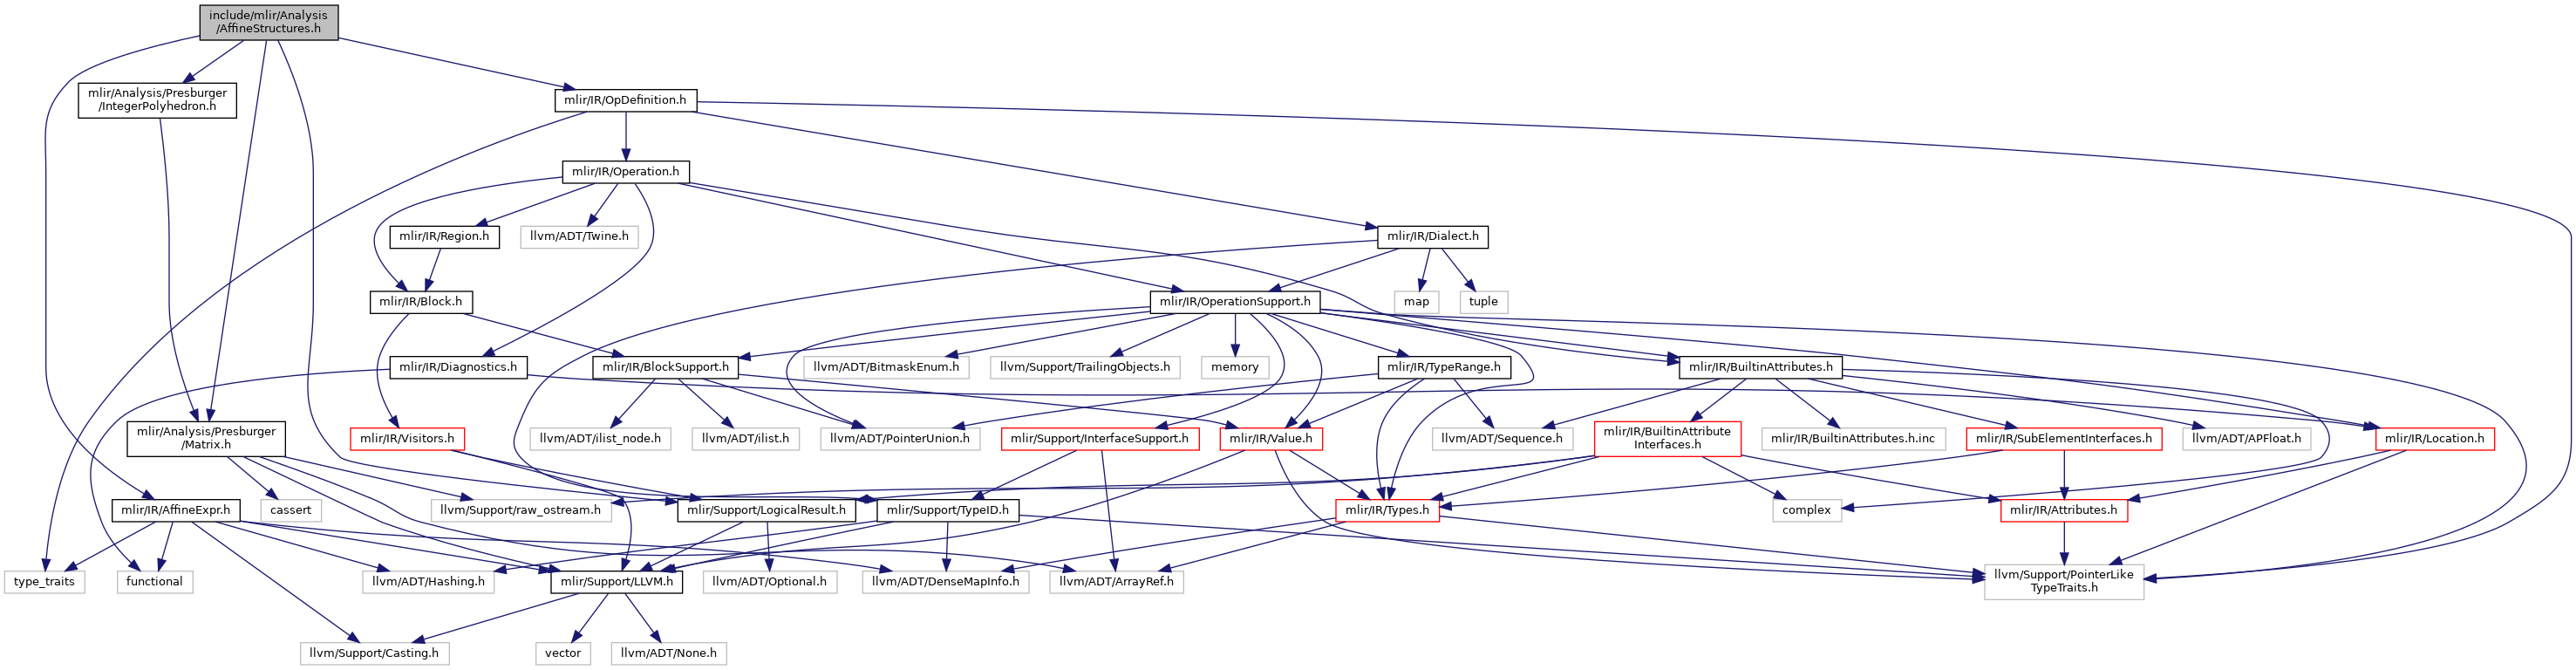 include/mlir/Analysis
/AffineStructures.h
mlir/Analysis/Presburger
/IntegerPolyhedron.h
mlir/IR/OpDefinition.h
mlir/IR/Operation.h
mlir/IR/Region.h
llvm/ADT/Twine.h
mlir/IR/Dialect.h
mlir/IR/Block.h
mlir/IR/OperationSupport.h
map
tuple
mlir/IR/Diagnostics.h
mlir/IR/BlockSupport.h
llvm/ADT/BitmaskEnum.h
llvm/Support/TrailingObjects.h
memory
mlir/IR/TypeRange.h
mlir/IR/BuiltinAttributes.h
mlir/Analysis/Presburger
/Matrix.h
mlir/IR/Visitors.h
llvm/ADT/ilist_node.h
llvm/ADT/ilist.h
llvm/ADT/PointerUnion.h
mlir/Support/InterfaceSupport.h
mlir/IR/Value.h
llvm/ADT/Sequence.h
mlir/IR/BuiltinAttribute
Interfaces.h
mlir/IR/BuiltinAttributes.h.inc
mlir/IR/SubElementInterfaces.h
llvm/ADT/APFloat.h
mlir/IR/Location.h
mlir/IR/AffineExpr.h
cassert
llvm/Support/raw_ostream.h
mlir/Support/LogicalResult.h
mlir/Support/TypeID.h
mlir/IR/Types.h
complex
mlir/IR/Attributes.h
type_traits
functional
llvm/ADT/Hashing.h
mlir/Support/LLVM.h
llvm/ADT/Optional.h
llvm/ADT/DenseMapInfo.h
llvm/ADT/ArrayRef.h
llvm/Support/PointerLike
TypeTraits.h
llvm/Support/Casting.h
vector
llvm/ADT/None.h